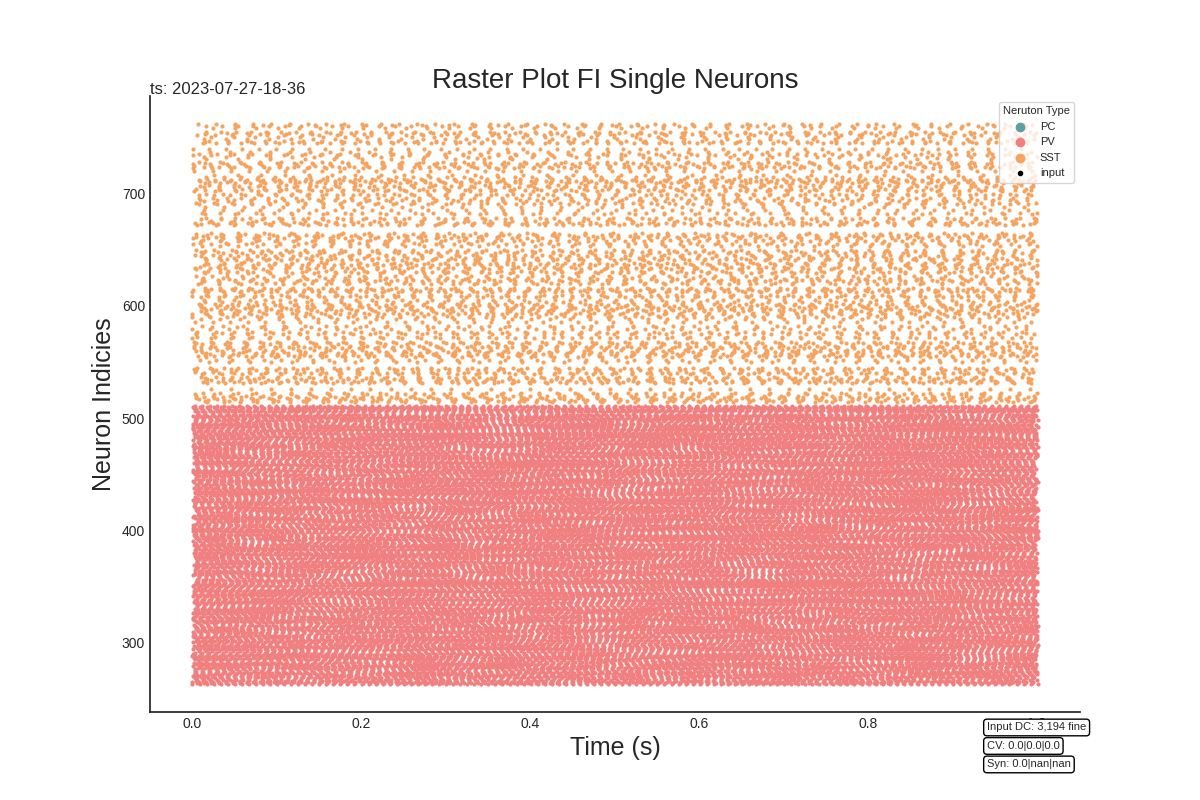 Raster Plot FI Single Neurons
ts: 2023-07-27-18-36
Neruton Type
PC
PV
SST
input
Neuron Indicies
700
600
500
400
300
0.0 0.2 0.4 0.6 0.8
Time (s)
Input DC: 3,194 fine
CV: 0.0|0.0|0.0
Syn: 0.0|nan|nan